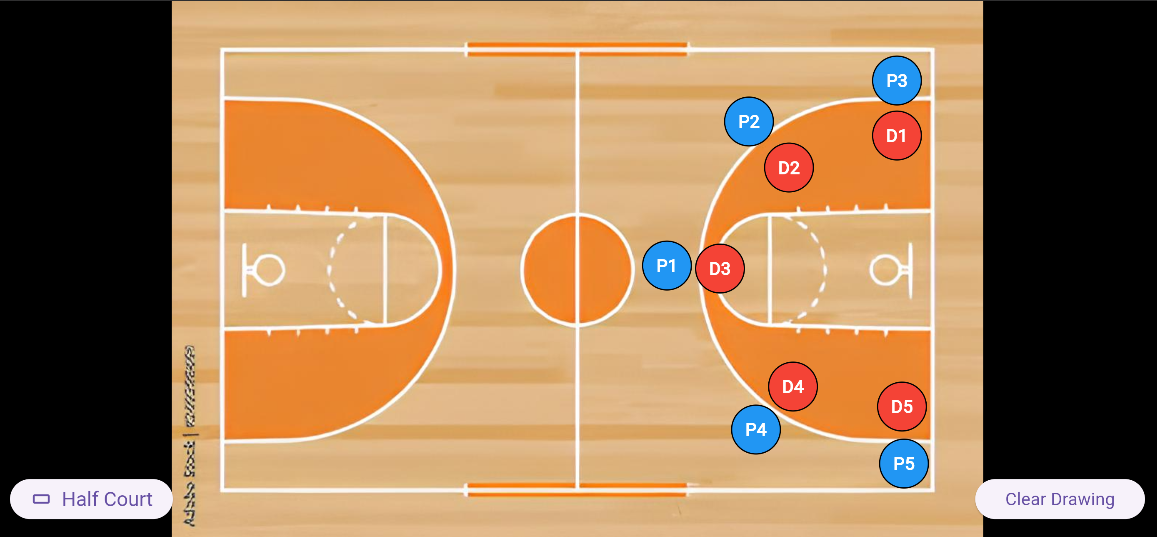 P3
P2
D1
D2
P1
D3
D4
D5
P4
P5
Half Court
Clear Drawing